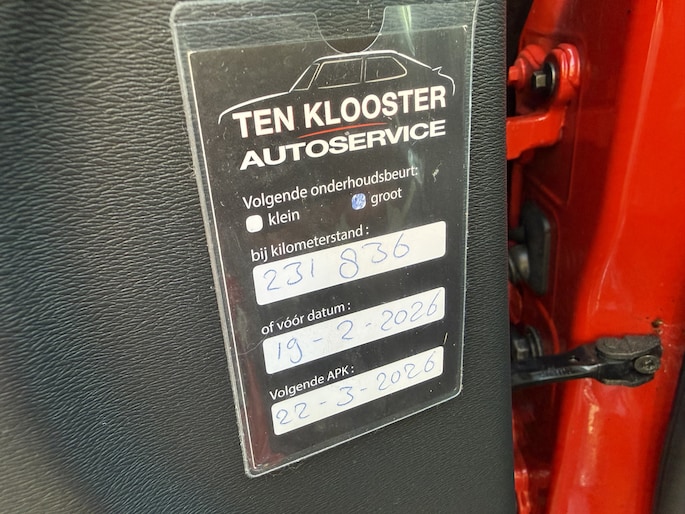 TEN KLOOSTER
AUTOSERVICE
Volgende onderhoudsbeurt:
klein groot
bij kilometerstand :
231 836
of vóór datum :
19-2-2026
Volgende APK :
22-3-2026